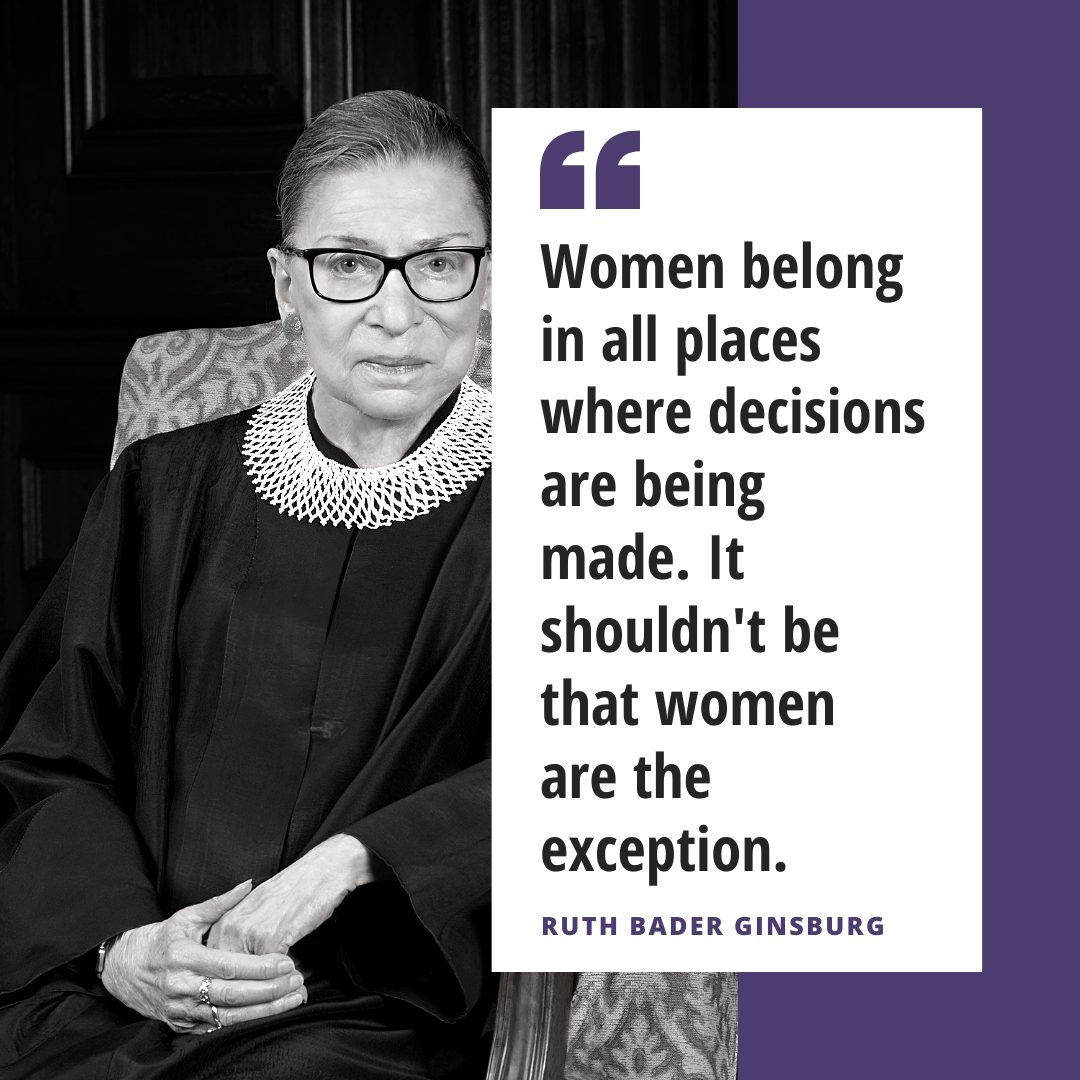 “
Women belong
in all places
where decisions
are being
made. It
shouldn't be
that women
are the
exception.
RUTH BADER GINSBURG